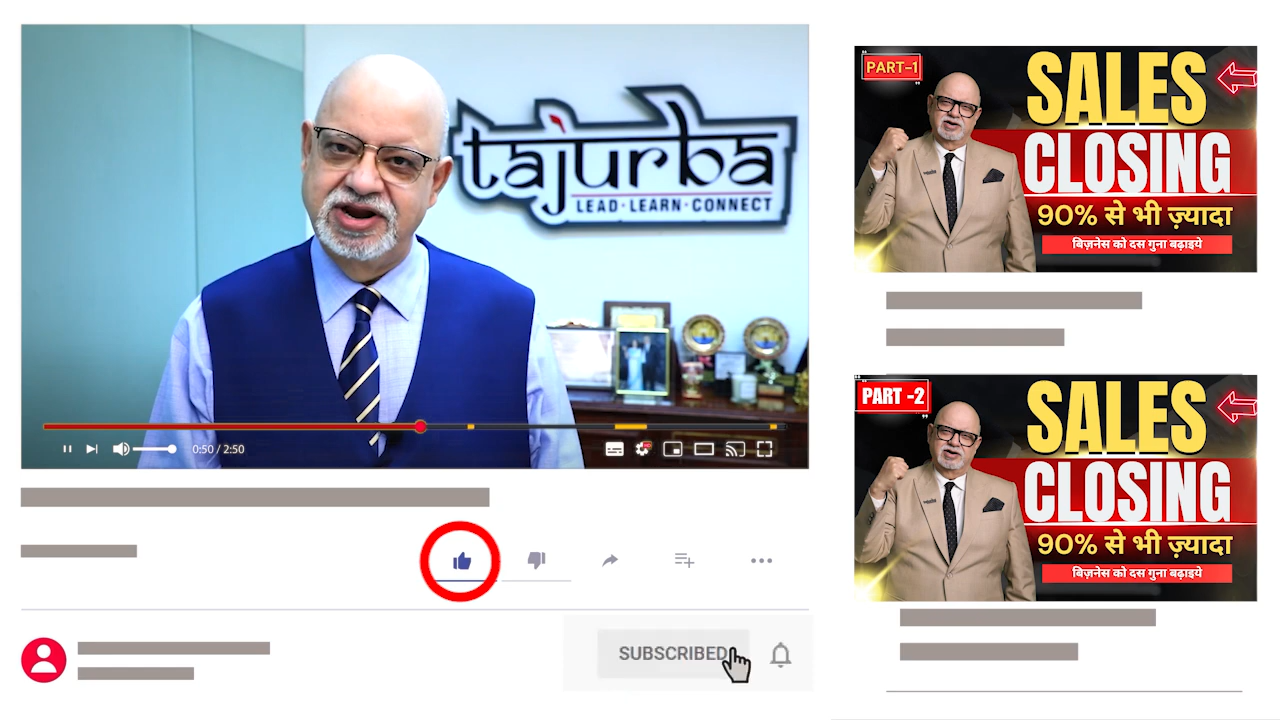 tajurba
LEAD · LEARN · CONNECT
0:50 / 2:50
SUBSCRIBED
PART-1
SALES
CLOSING
90% से भी ज़्यादा
बिज़नेस को दस गुना बढ़ाइये
PART -2
SALES
CLOSING
90% से भी ज़्यादा
बिज़नेस को दस गुना बढ़ाइये